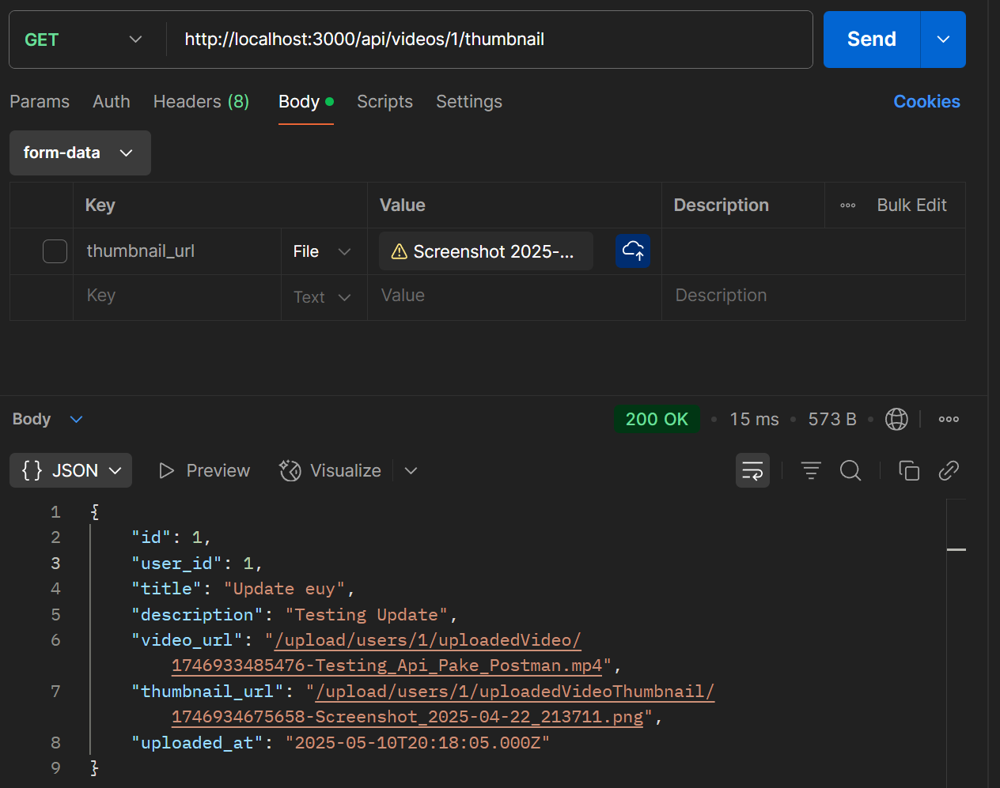 GET http://localhost:3000/api/videos/1/thumbnail Send
Params Auth Headers (8) Body Scripts Settings Cookies
form-data
Key Value Description Bulk Edit
thumbnail_url File Screenshot 2025-...
Key Text Value Description
Body 200 OK 15 ms 573 B
{} JSON Preview Visualize
1 {
2 "id": 1,
3 "user_id": 1,
4 "title": "Update euy",
5 "description": "Testing Update",
6 "video_url": "/upload/users/1/uploadedVideo/
1746933485476-Testing_Api_Pake_Postman.mp4",
7 "thumbnail_url": "/upload/users/1/uploadedVideoThumbnail/
1746934675658-Screenshot_2025-04-22_213711.png",
8 "uploaded_at": "2025-05-10T20:18:05.000Z"
9 }